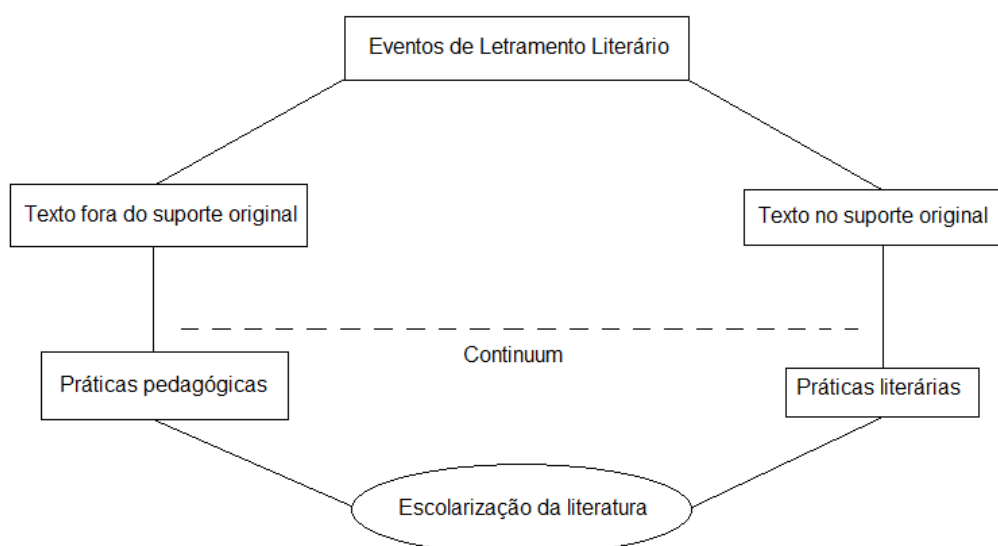 Eventos de Letramento Literário
Texto fora do suporte original
Texto no suporte original
Continuum
Práticas pedagógicas
Práticas literárias
Escolarização da literatura